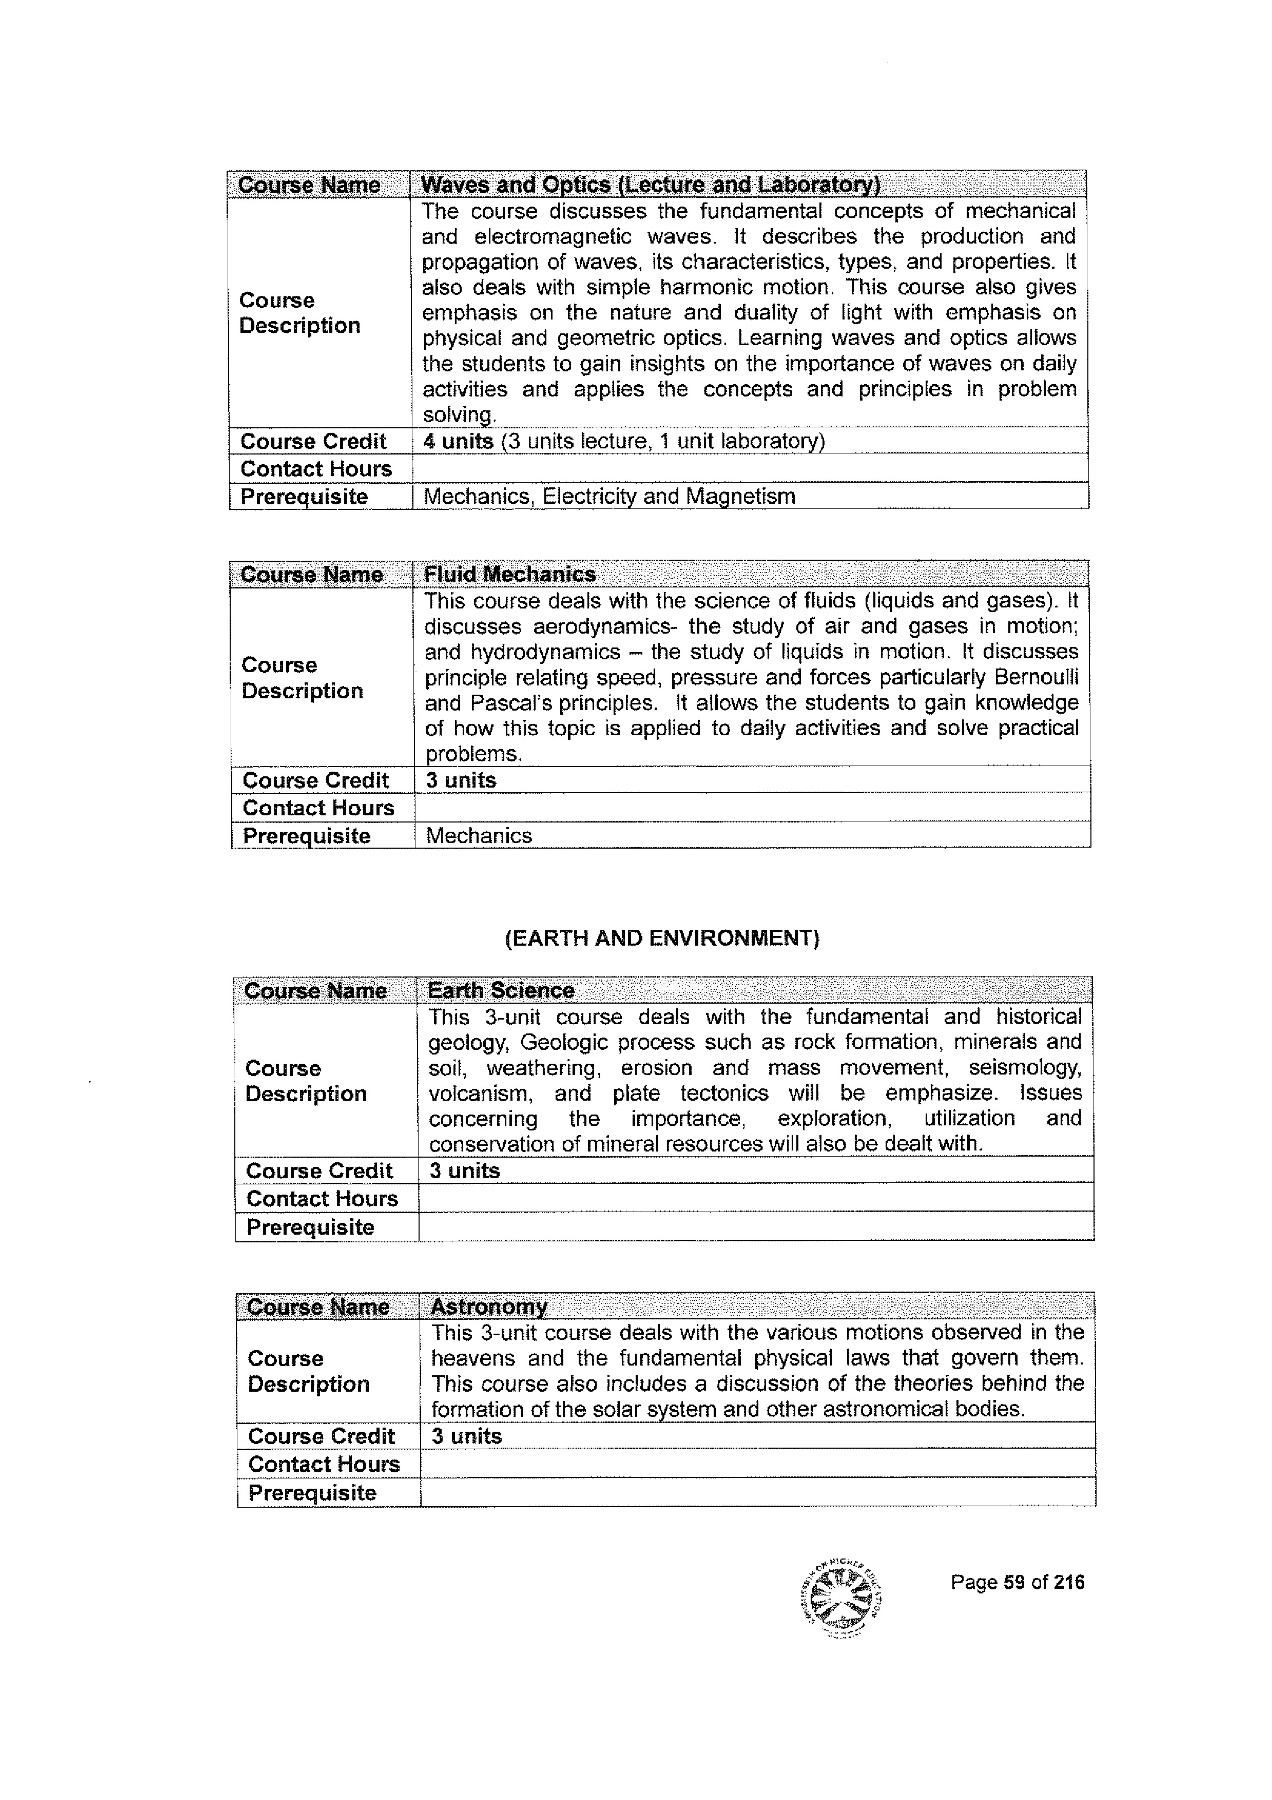 Course Name Waves and Optics (Lecture and Laboratory)
The course discusses the fundamental concepts of mechanical
and electromagnetic waves. It describes the production and
propagation of waves, its characteristics, types, and properties. It
also deals with simple harmonic motion. This course also gives
Course
emphasis on the nature and duality of light with emphasis on
Description
physical and geometric optics. Learning waves and optics allows
the students to gain insights on the importance of waves on daily
activities and applies the concepts and principles in problem
solving.
Course Credit 4 units (3 units lecture, 1 unit laboratory)
Contact Hours
Prerequisite Mechanics, Electricity and Magnetism
Course Name Fluid Mechanics
This course deals with the science of fluids (liquids and gases). It
discusses aerodynamics- the study of air and gases in motion;
and hydrodynamics – the study of liquids in motion. It discusses
Course
principle relating speed, pressure and forces particularly Bernoulli
Description
and Pascal's principles. It allows the students to gain knowledge
of how this topic is applied to daily activities and solve practical
problems.
Course Credit 3 units
Contact Hours
Prerequisite Mechanics
(EARTH AND ENVIRONMENT)
Course Name Earth Science
This 3-unit course deals with the fundamental and historical
geology, Geologic process such as rock formation, minerals and
Course soil, weathering, erosion and mass movement, seismology,
Description volcanism, and plate tectonics will be emphasize. Issues
concerning the importance, exploration, utilization and
conservation of mineral resources will also be dealt with.
Course Credit 3 units
Contact Hours
Prerequisite
Course Name Astronomy
This 3-unit course deals with the various motions observed in the
Course heavens and the fundamental physical laws that govern them.
Description This course also includes a discussion of the theories behind the
formation of the solar system and other astronomical bodies.
Course Credit 3 units
Contact Hours
Prerequisite
ON HIGHER EDUCATION
Page 59 of 216